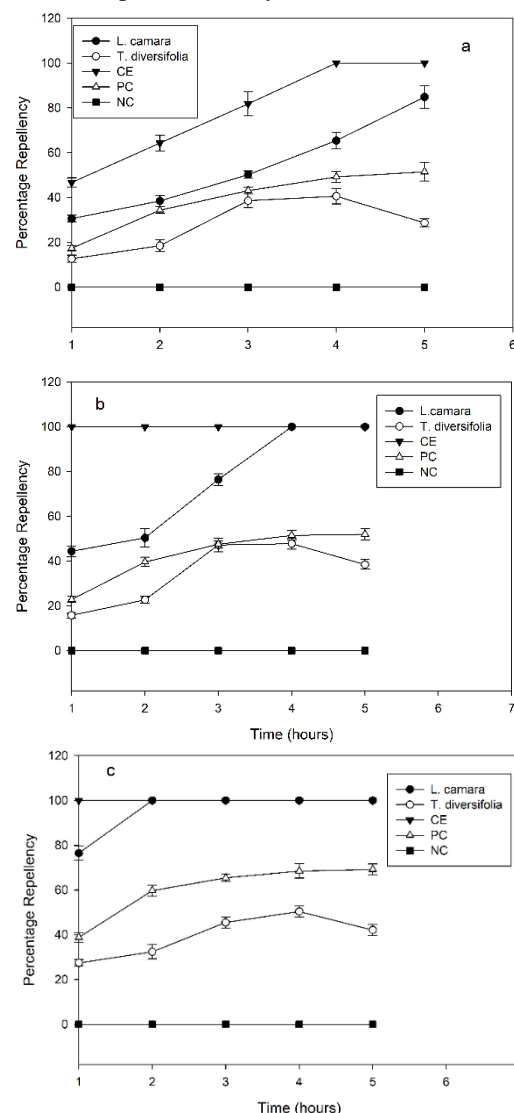 120
100
80
60
40
20
0
Percentage Repellency
L. camara
T. diversifolia
CE
PC
NC
a
1 2 3 4 5 6
120
100
80
60
40
20
0
Percentage Repellency
b
L.camara
T. diversifolia
CE
PC
NC
1 2 3 4 5 6 7
Time (hours)
120
100
80
60
40
20
0
Percentage Repellency
c
L. camara
T. diversifolia
CE
PC
NC
1 2 3 4 5 6
Time (hours)